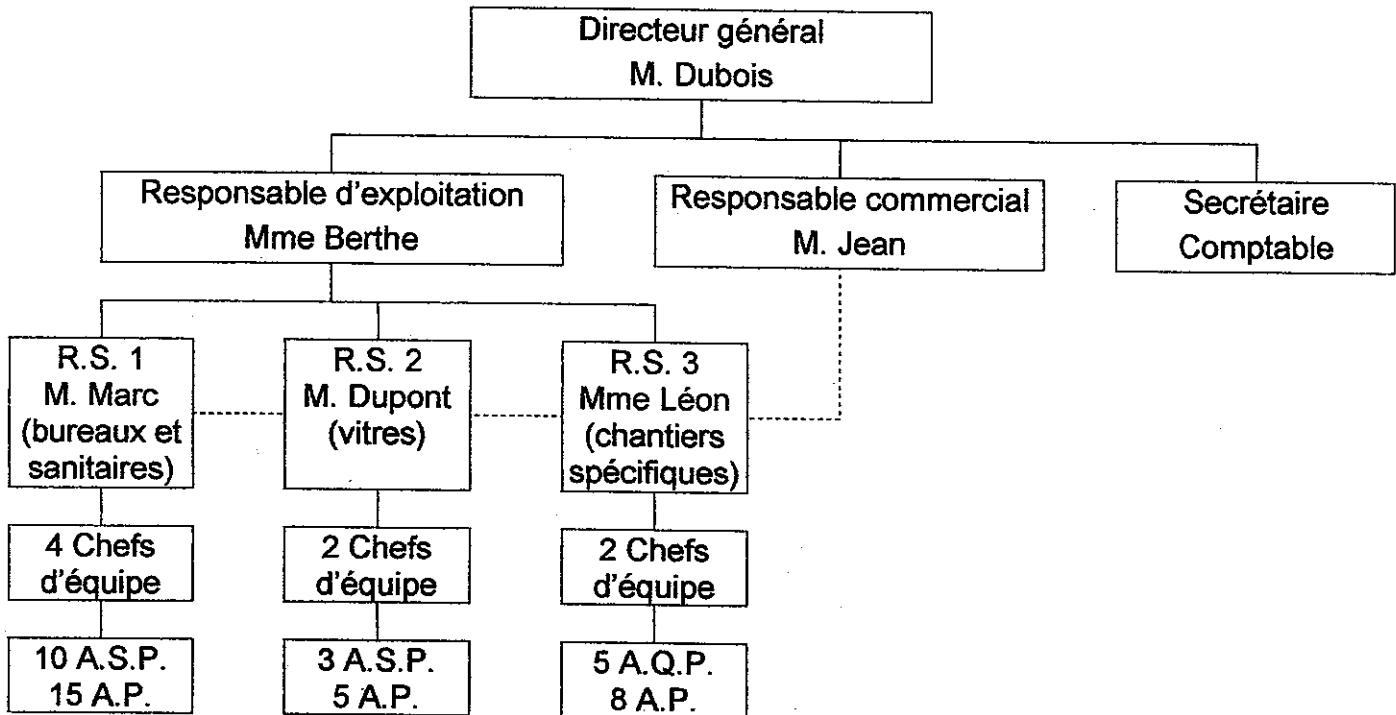 Directeur général
M. Dubois
Responsable d'exploitation
Mme Berthe
Responsable commercial
M. Jean
Secrétaire
Comptable
R.S. 1
M. Marc
(bureaux et
sanitaires)
R.S. 2
M. Dupont
(vitres)
R.S. 3
Mme Léon
(chantiers
spécifiques)
4 Chefs
d'équipe
2 Chefs
d'équipe
2 Chefs
d'équipe
10 A.S.P.
15 A.P.
3 A.S.P.
5 A.P.
5 A.Q.P.
8 A.P.